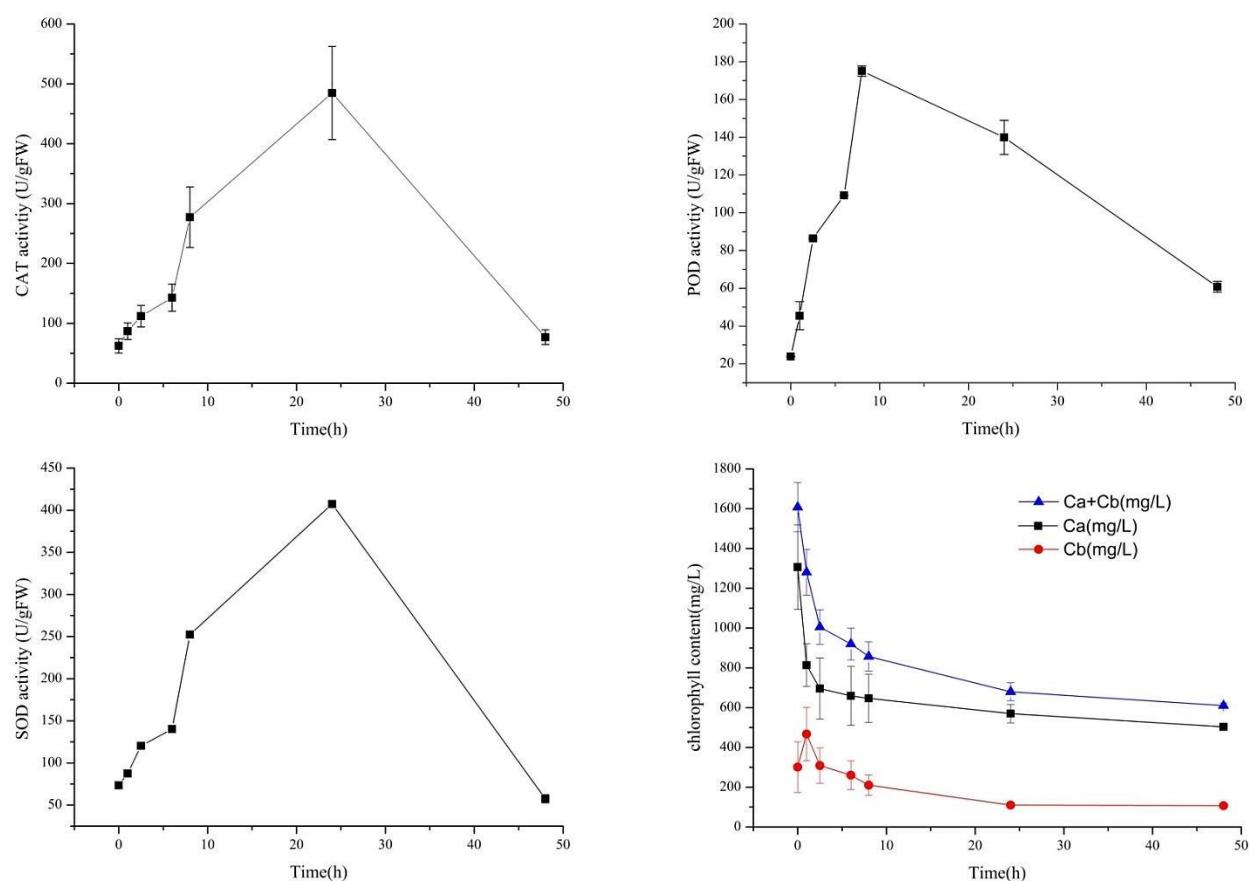 600
500
400
300
200
100
0
CAT activtiy (U/gFW)
0 10 20 30 40 50
Time(h)
200
180
160
140
120
100
80
60
40
20
POD activtiy (U/gFW)
0 10 20 30 40 50
Time(h)
450
400
350
300
250
200
150
100
50
SOD activity (U/gFW)
0 10 20 30 40 50
Time(h)
1800
1600
1400
1200
1000
800
600
400
200
0
chlorophyll content(mg/L)
Ca+Cb(mg/L)
Ca(mg/L)
Cb(mg/L)
0 10 20 30 40 50
Time(h)